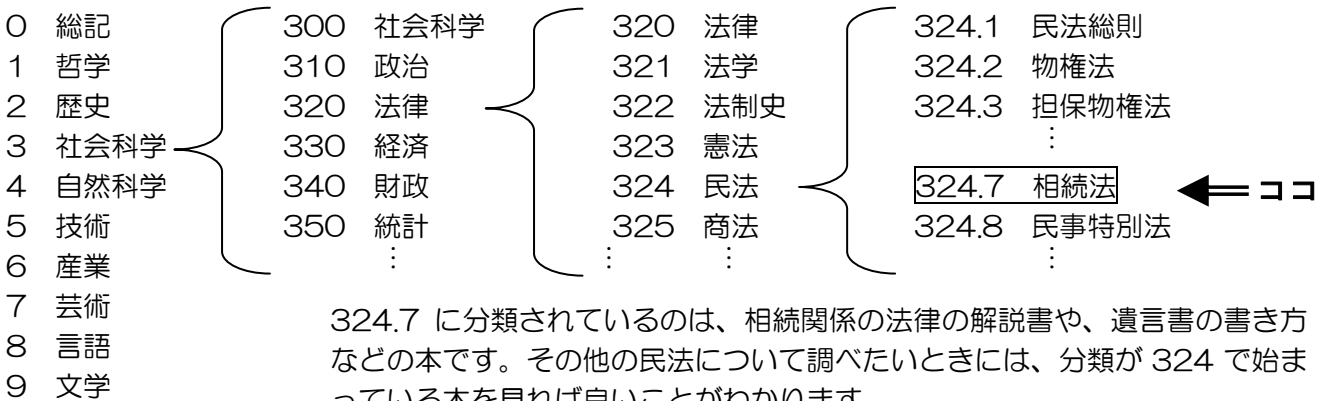 0 総記
1 哲学
2 歴史
3 社会科学
4 自然科学
5 技術
6 産業
7 芸術
8 言語
9 文学
300 社会科学
310 政治
320 法律
330 経済
340 財政
350 統計
⋮
320 法律
321 法学
322 法制史
323 憲法
324 民法
325 商法
⋮ ⋮
324.1 民法総則
324.2 物権法
324.3 担保物権法
⋮
324.7 相続法 ココ
324.8 民事特別法
⋮
324.7 に分類されているのは、相続関係の法律の解説書や、遺言書の書き方
などの本です。その他の民法について調べたいときには、分類が 324 で始ま
っている本を見れば良いことがわかります